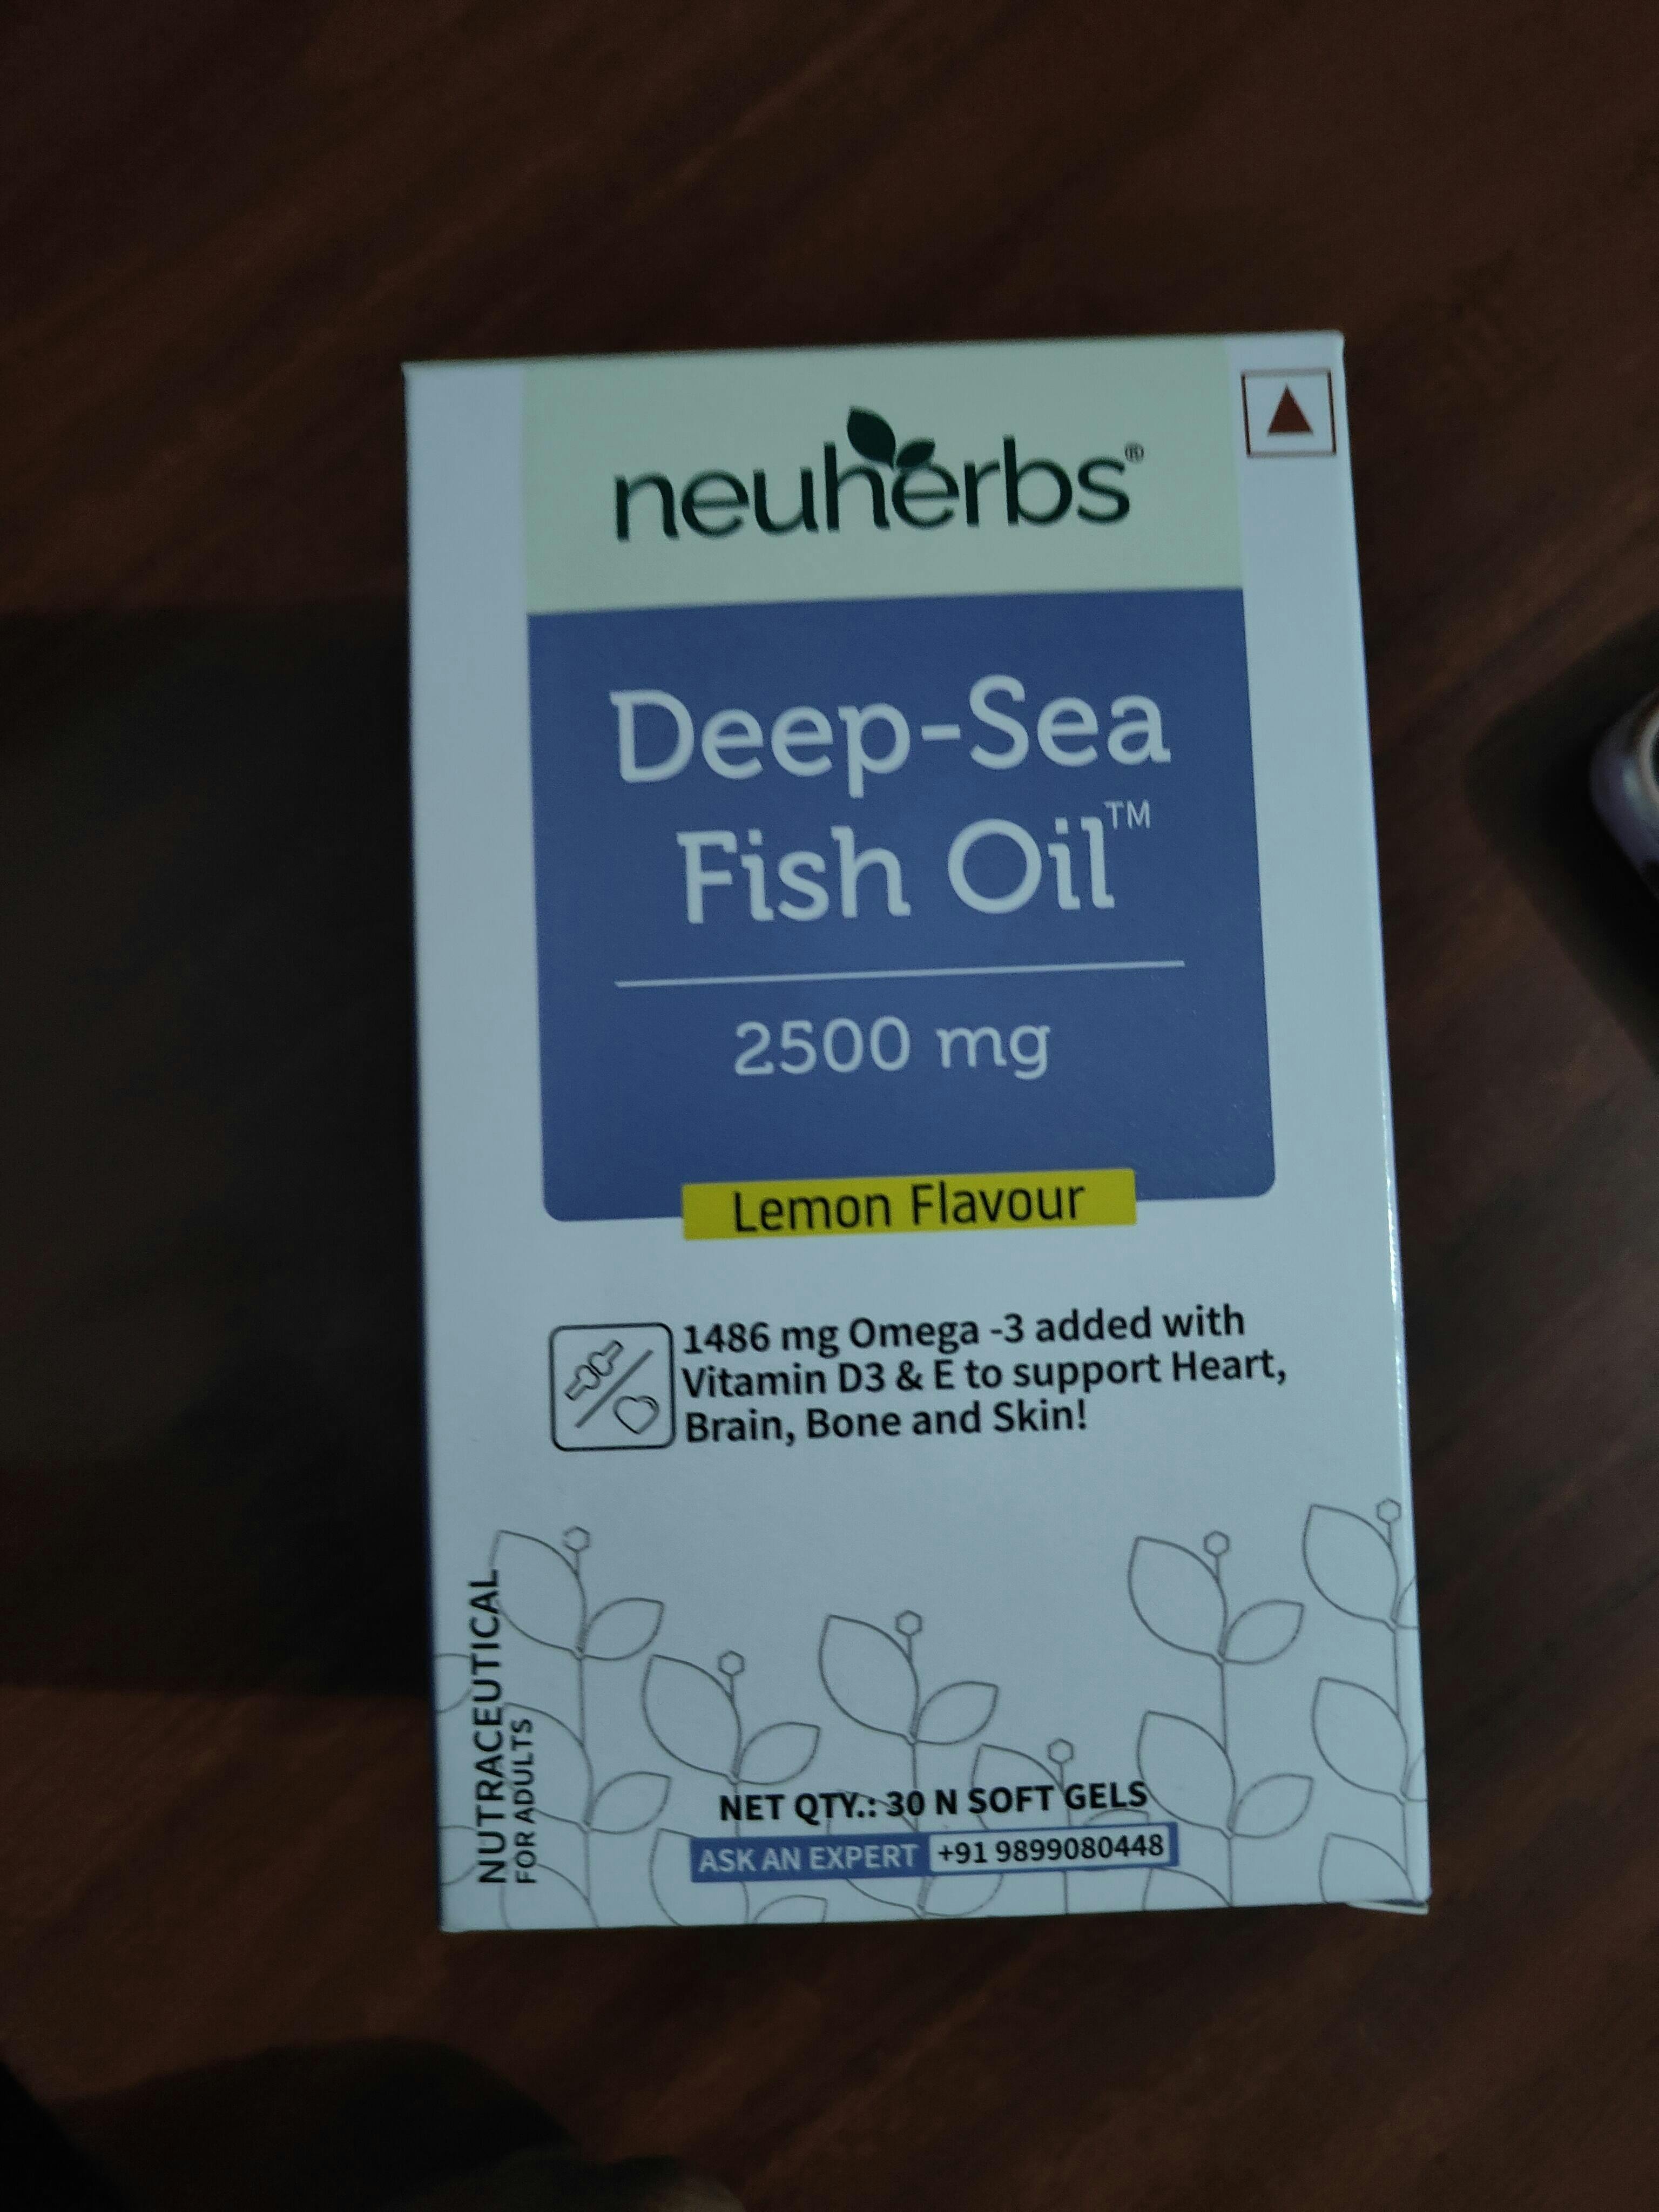 neuherbs®
Deep-Sea
Fish Oil™
2500 mg
Lemon Flavour
1486 mg Omega -3 added with
Vitamin D3 & E to support Heart,
Brain, Bone and Skin!
NUTRACEUTICAL
FOR ADULTS
NET QTY.: 30 N SOFT GELS
ASK AN EXPERT +91 9899080448